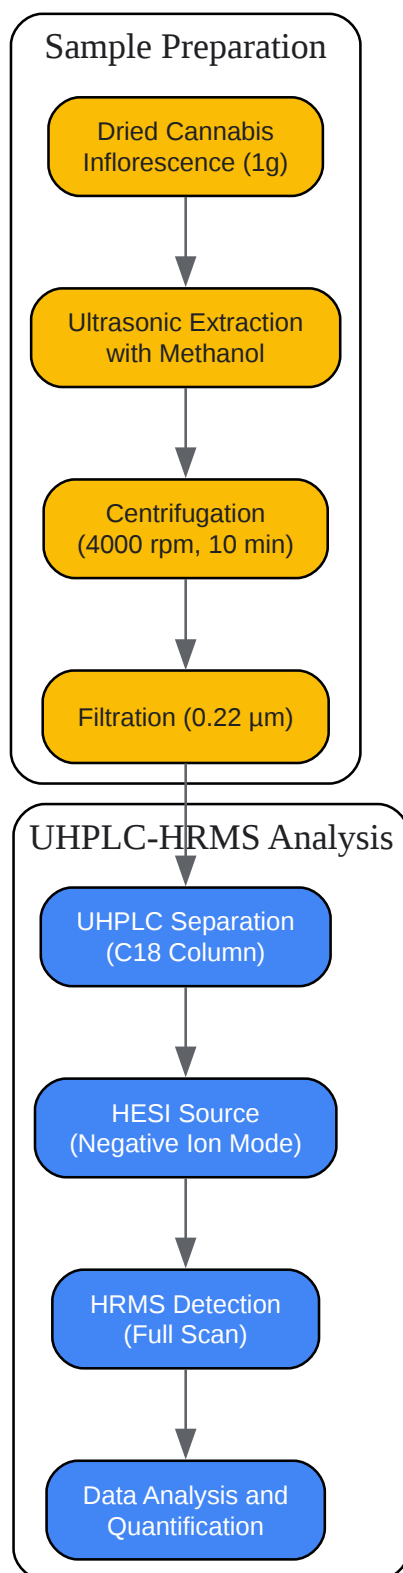 Sample Preparation
Dried Cannabis
Inflorescence (1g)
Ultrasonic Extraction
with Methanol
Centrifugation
(4000 rpm, 10 min)
Filtration (0.22 µm)
UHPLC-HRMS Analysis
UHPLC Separation
(C18 Column)
HESI Source
(Negative Ion Mode)
HRMS Detection
(Full Scan)
Data Analysis and
Quantification